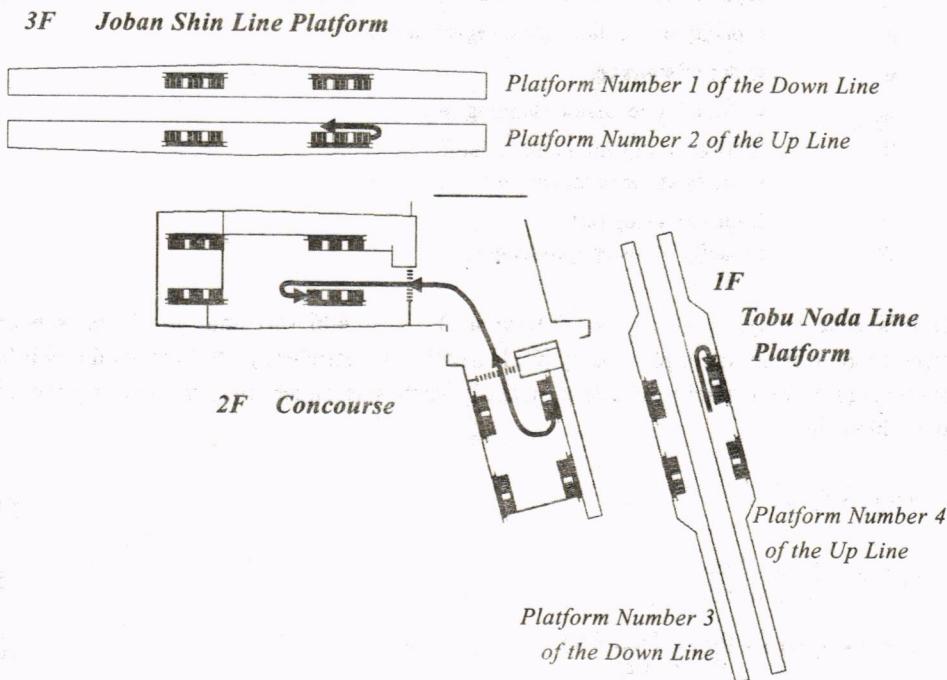 3F Joban Shin Line Platform
Platform Number 1 of the Down Line
Platform Number 2 of the Up Line
1F
Tobu Noda Line
Platform
2F Concourse
Platform Number 4
of the Up Line
Platform Number 3
of the Down Line